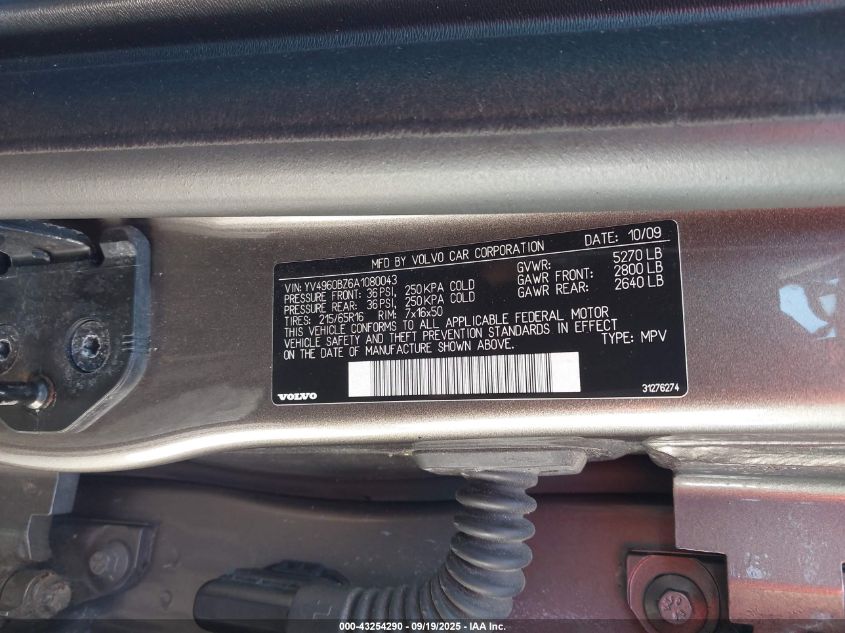 MFD BY VOLVO CAR CORPORATION DATE: 10/09
VIN: YV4960BZ6A1080043 GVWR: 5270 LB
PRESSURE FRONT: 36 PSI, 250 KPA COLD GAWR FRONT: 2800 LB
PRESSURE REAR: 36 PSI, 250 KPA COLD GAWR REAR: 2640 LB
TIRES: 215/65R16 RIM: 7x16x50
THIS VEHICLE CONFORMS TO ALL APPLICABLE FEDERAL MOTOR
VEHICLE SAFETY AND THEFT PREVENTION STANDARDS IN EFFECT
ON THE DATE OF MANUFACTURE SHOWN ABOVE. TYPE: MPV
VOLVO 31276274
000-43254290 - 09/19/2025 - IAA, Inc.